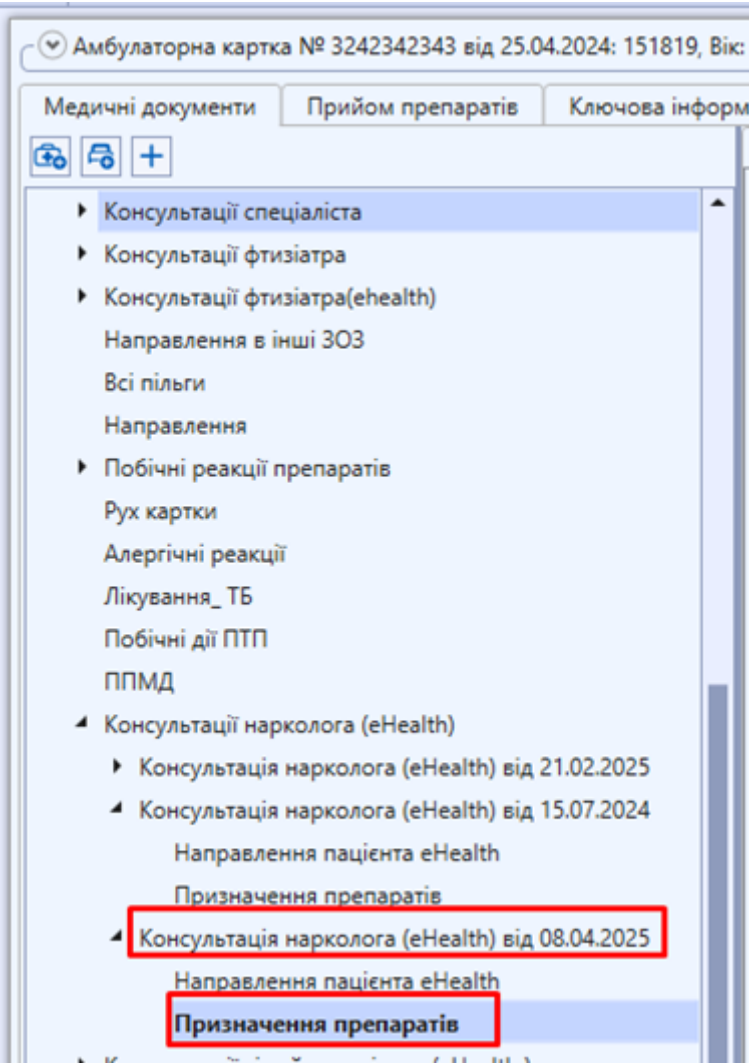 Амбулаторна картка № 3242342343 від 25.04.2024: 151819, Вік:
Медичні документи Прийом препаратів Ключова інформ
Консультації спеціаліста
Консультації фтизіатра
Консультації фтизіатра(ehealth)
Направлення в інші ЗОЗ
Всі пільги
Направлення
Побічні реакції препаратів
Рух картки
Алергічні реакції
Лікування_ ТБ
Побічні дії ПТП
ППМД
Консультації нарколога (eHealth)
Консультація нарколога (eHealth) від 21.02.2025
Консультація нарколога (eHealth) від 15.07.2024
Направлення пацієнта eHealth
Призначення препаратів
Консультація нарколога (eHealth) від 08.04.2025
Направлення пацієнта eHealth
Призначення препаратів